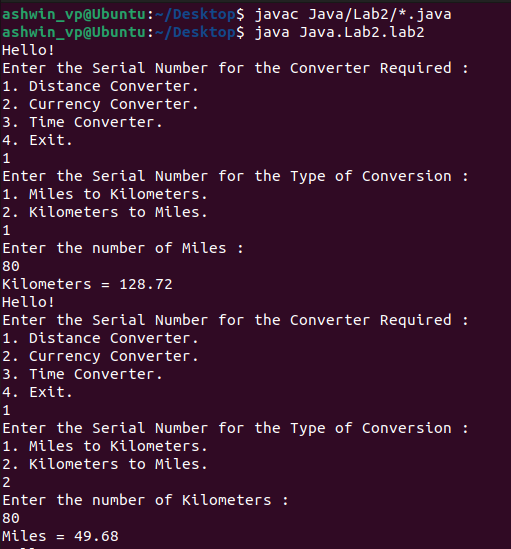 ashwin_vp@Ubuntu:~/Desktop$ javac Java/Lab2/*.java
ashwin_vp@Ubuntu:~/Desktop$ java Java.Lab2.lab2
Hello!
Enter the Serial Number for the Converter Required :
1. Distance Converter.
2. Currency Converter.
3. Time Converter.
4. Exit.
1
Enter the Serial Number for the Type of Conversion :
1. Miles to Kilometers.
2. Kilometers to Miles.
1
Enter the number of Miles :
80
Kilometers = 128.72
Hello!
Enter the Serial Number for the Converter Required :
1. Distance Converter.
2. Currency Converter.
3. Time Converter.
4. Exit.
1
Enter the Serial Number for the Type of Conversion :
1. Miles to Kilometers.
2. Kilometers to Miles.
2
Enter the number of Kilometers :
80
Miles = 49.68